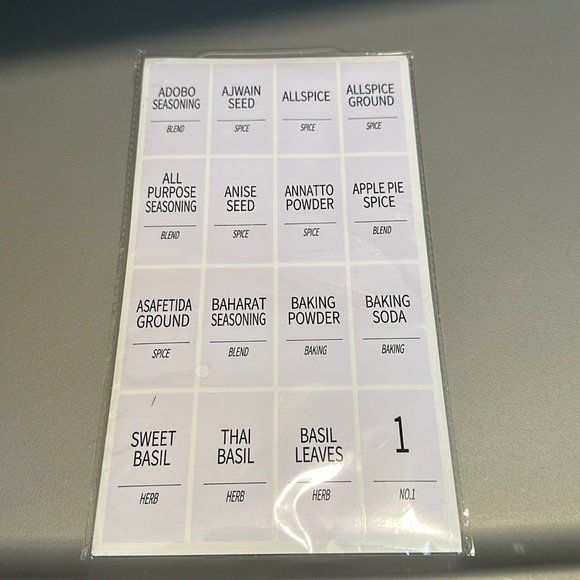 ADOBO
SEASONING
BLEND
AJWAIN
SEED
SPICE
ALLSPICE
SPICE
ALLSPICE
GROUND
SPICE
ALL
PURPOSE
SEASONING
BLEND
ANISE
SEED
SPICE
ANNATTO
POWDER
SPICE
APPLE PIE
SPICE
BLEND
ASAFETIDA
GROUND
SPICE
BAHARAT
SEASONING
BLEND
BAKING
POWDER
BAKING
BAKING
SODA
BAKING
SWEET
BASIL
HERB
THAI
BASIL
HERB
BASIL
LEAVES
HERB
1
NO.1